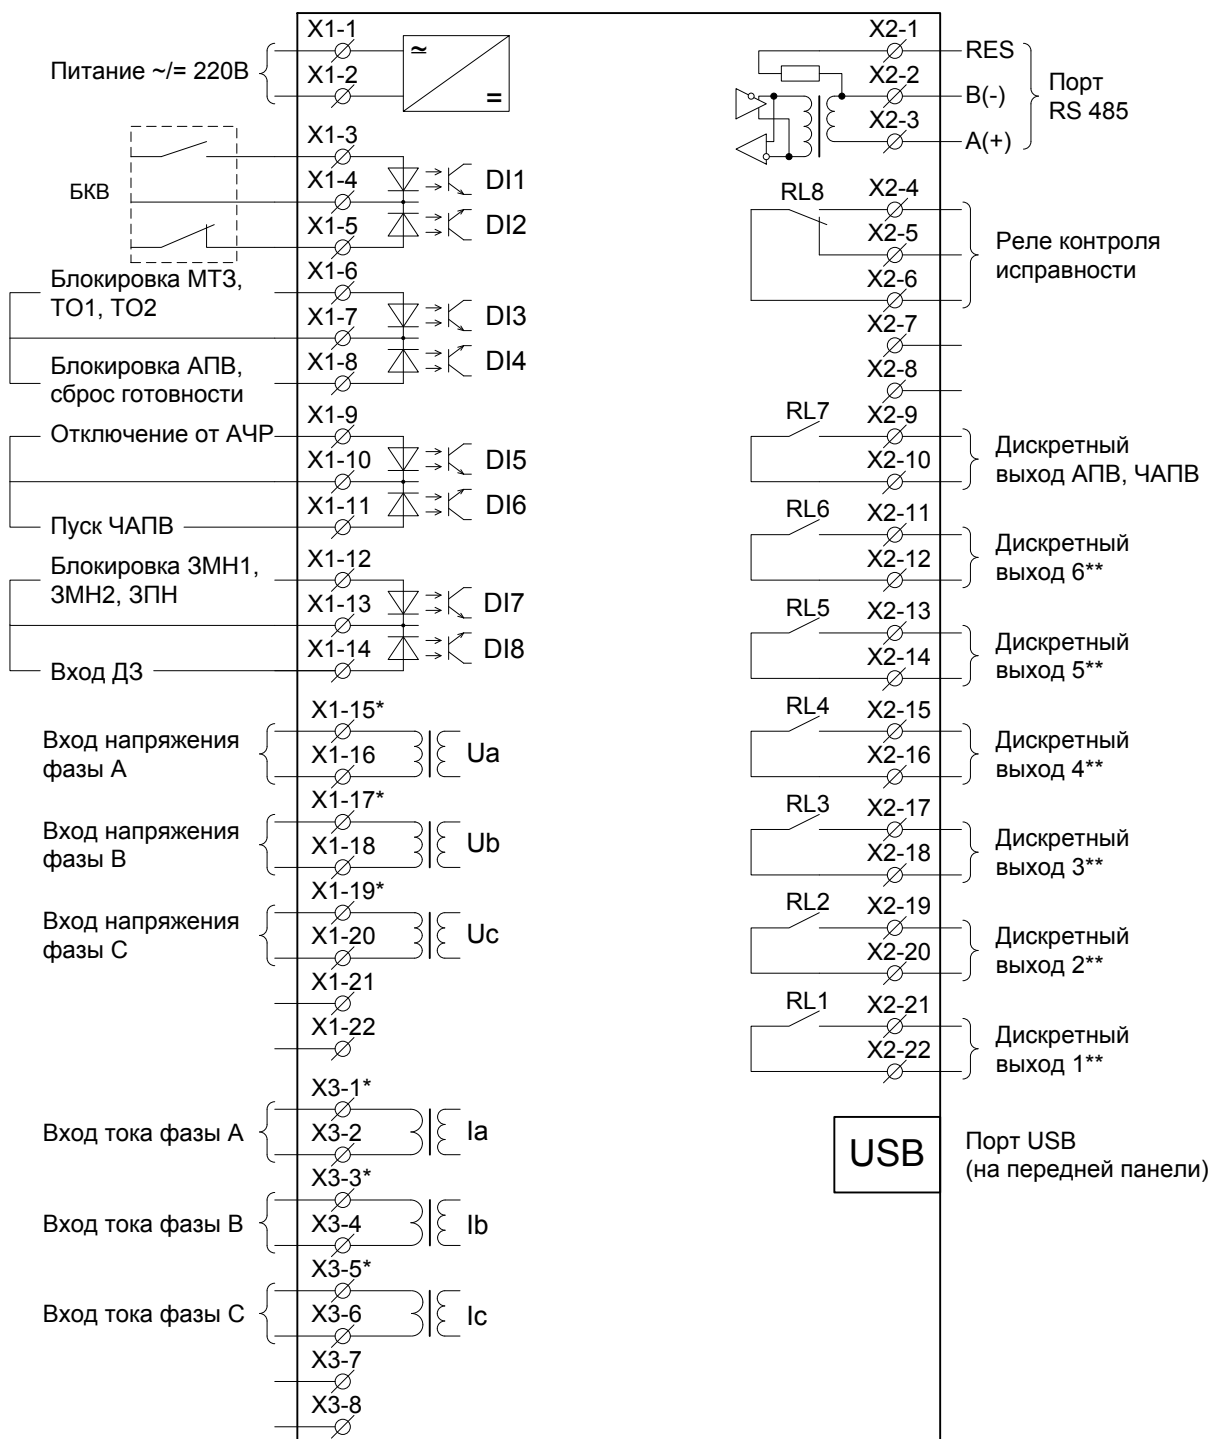 X1-1
Питание ~/= 220В
X1-2
≃
=
X1-3
БКВ
X1-4
DI1
X1-5
DI2
X1-6
Блокировка МТЗ,
ТО1, ТО2
X1-7
DI3
X1-8
DI4
Блокировка АПВ,
сброс готовности
X1-9
Отключение от АЧР
X1-10
DI5
X1-11
DI6
Пуск ЧАПВ
X1-12
Блокировка ЗМН1,
ЗМН2, ЗПН
X1-13
DI7
X1-14
DI8
Вход ДЗ
X1-15*
Вход напряжения
фазы А
X1-16
Ua
X1-17*
Вход напряжения
фазы В
X1-18
Ub
X1-19*
Вход напряжения
фазы С
X1-20
Uc
X1-21
X1-22
X3-1*
Вход тока фазы А
X3-2
Ia
X3-3*
Вход тока фазы В
X3-4
Ib
X3-5*
Вход тока фазы С
X3-6
Ic
X3-7
X3-8
X2-1
RES
X2-2
B(-)
X2-3
A(+)
Порт
RS 485
RL8
X2-4
X2-5
X2-6
Реле контроля
исправности
X2-7
X2-8
RL7
X2-9
X2-10
Дискретный
выход АПВ, ЧАПВ
RL6
X2-11
X2-12
Дискретный
выход 6**
RL5
X2-13
X2-14
Дискретный
выход 5**
RL4
X2-15
X2-16
Дискретный
выход 4**
RL3
X2-17
X2-18
Дискретный
выход 3**
RL2
X2-19
X2-20
Дискретный
выход 2**
RL1
X2-21
X2-22
Дискретный
выход 1**
USB
Порт USB
(на передней панели)